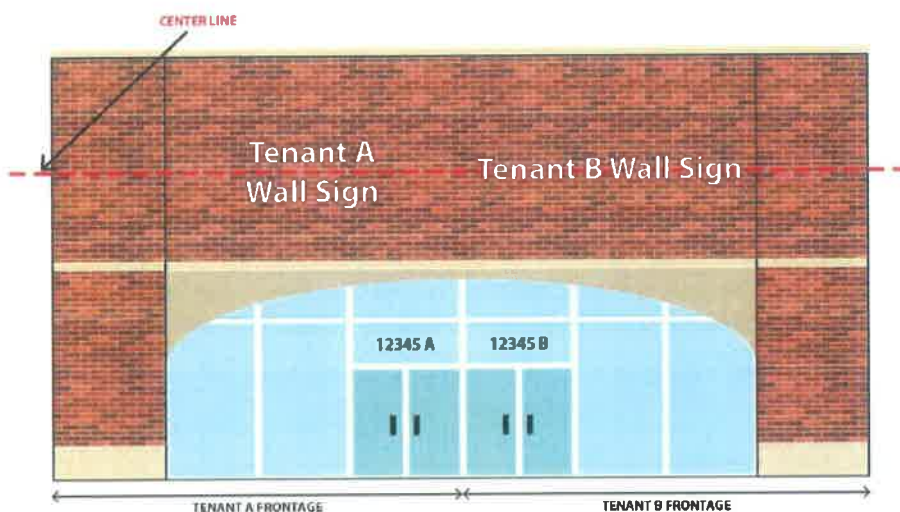 CENTER LINE
Tenant A
Wall Sign
Tenant B Wall Sign
12345 A
12345 B
TENANT A FRONTAGE
TENANT B FRONTAGE